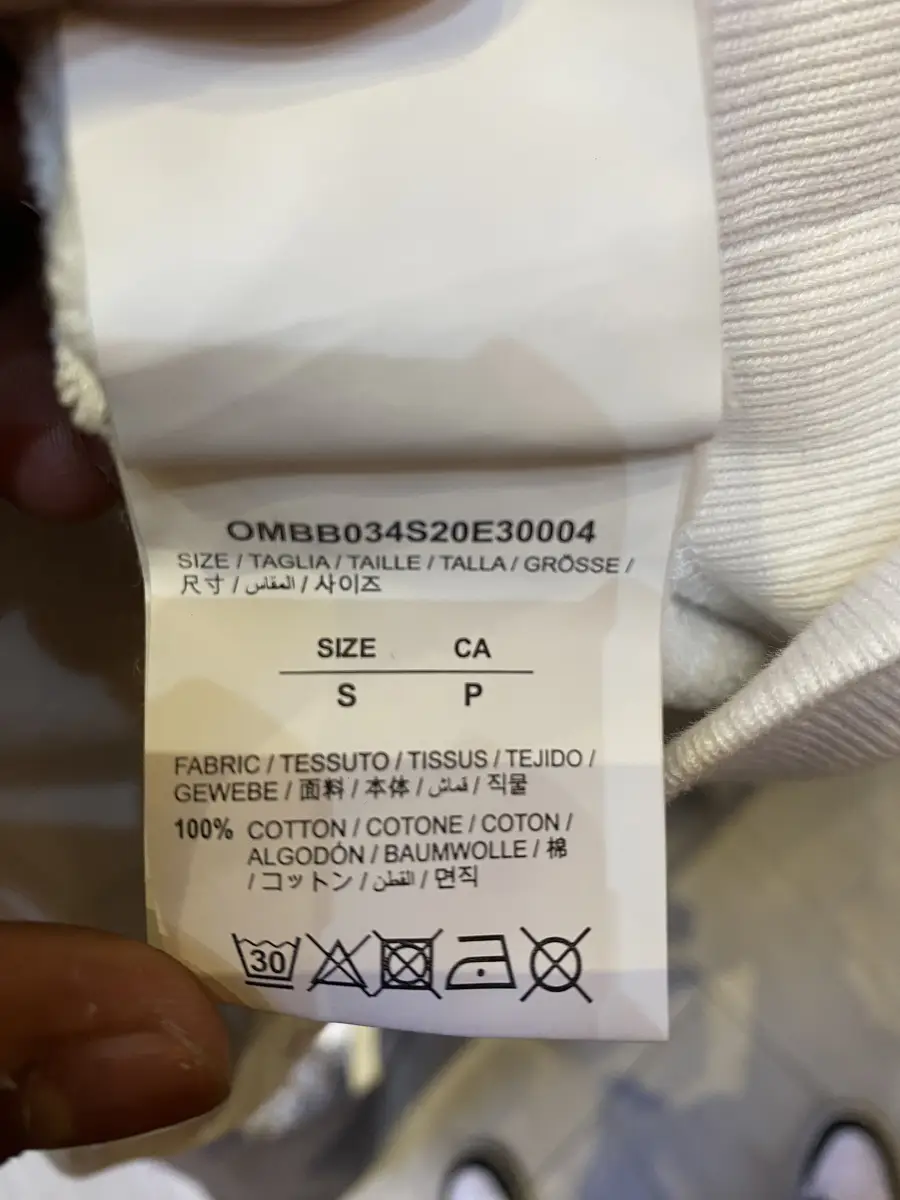 OMBB034S20E30004
SIZE / TAGLIA / TAILLE / TALLA / GRÖSSE /
尺寸 / المقاس / 사이즈
SIZE CA
S P
FABRIC / TESSUTO / TISSUS / TEJIDO /
GEWEBE / 面料 / 本体 / قماش / 직물
100% COTTON / COTONE / COTON /
ALGODÓN / BAUMWOLLE / 棉
/ コットン / القطن / 면직
30